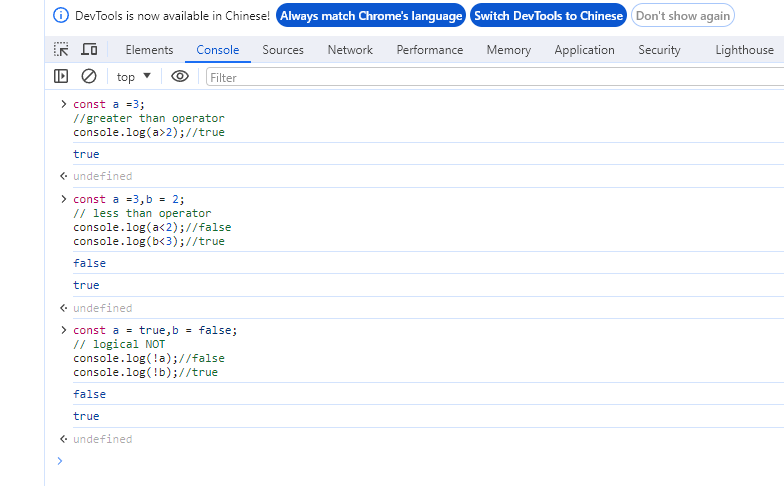 DevTools is now available in Chinese! Always match Chrome's language Switch DevTools to Chinese Don't show again
Elements Console Sources Network Performance Memory Application Security Lighthouse
top Filter
const a =3;
//greater than operator
console.log(a>2);//true
true
undefined
const a =3,b = 2;
// less than operator
console.log(a<2);//false
console.log(b<3);//true
false
true
undefined
const a = true,b = false;
// logical NOT
console.log(!a);//false
console.log(!b);//true
false
true
undefined